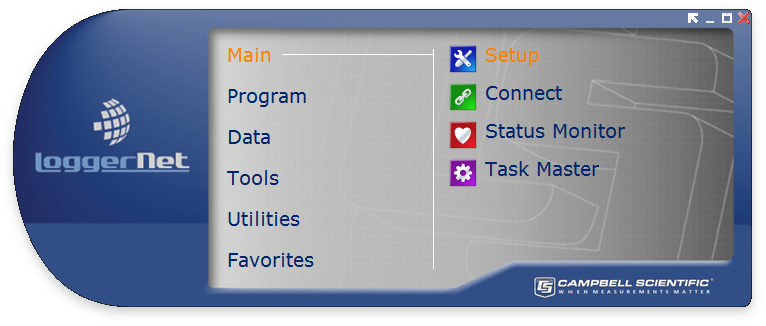 Main
Program
Data
Tools
Utilities
Favorites
Setup
Connect
Status Monitor
Task Master
LoggerNet
CAMPBELL SCIENTIFIC
WHEN MEASUREMENTS MATTER